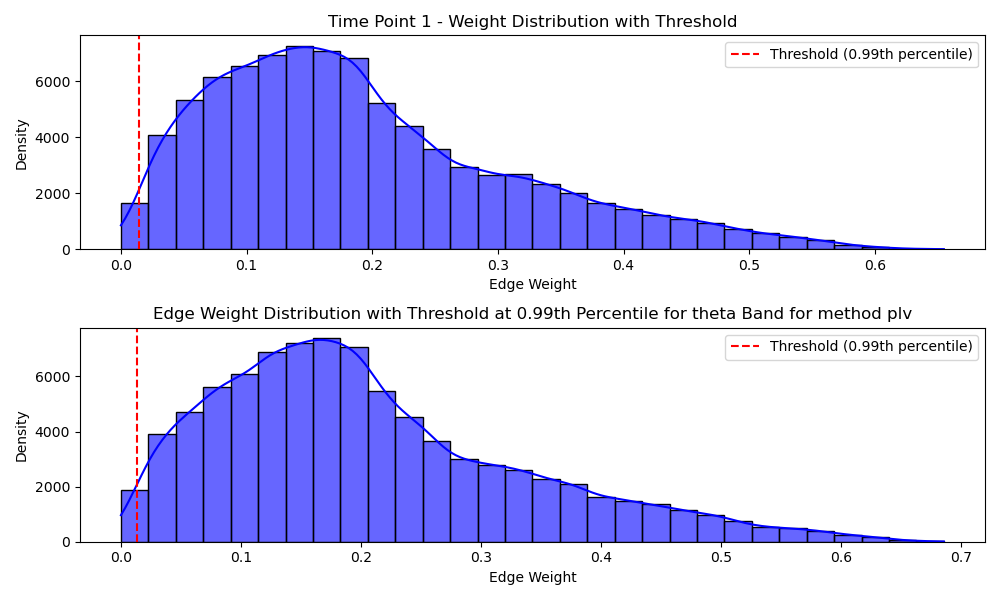 Time Point 1 - Weight Distribution with Threshold
Threshold (0.99th percentile)
Density
6000
4000
2000
0
0.0 0.1 0.2 0.3 0.4 0.5 0.6
Edge Weight
Edge Weight Distribution with Threshold at 0.99th Percentile for theta Band for method plv
Threshold (0.99th percentile)
Density
6000
4000
2000
0
0.0 0.1 0.2 0.3 0.4 0.5 0.6 0.7
Edge Weight